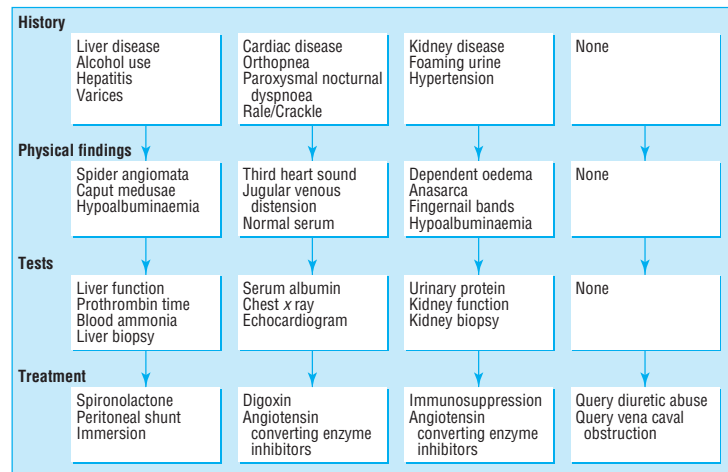 History
Liver disease
Alcohol use
Hepatitis
Varices
Cardiac disease
Orthopnea
Paroxysmal nocturnal
dyspnoea
Rale/Crackle
Kidney disease
Foaming urine
Hypertension
None
Physical findings
Spider angiomata
Caput medusae
Hypoalbuminaemia
Third heart sound
Jugular venous
distension
Normal serum
Dependent oedema
Anasarca
Fingernail bands
Hypoalbuminaemia
None
Tests
Liver function
Prothrombin time
Blood ammonia
Liver biopsy
Serum albumin
Chest x ray
Echocardiogram
Urinary protein
Kidney function
Kidney biopsy
None
Treatment
Spironolactone
Peritoneal shunt
Immersion
Digoxin
Angiotensin
converting enzyme
inhibitors
Immunosuppression
Angiotensin
converting enzyme
inhibitors
Query diuretic abuse
Query vena caval
obstruction